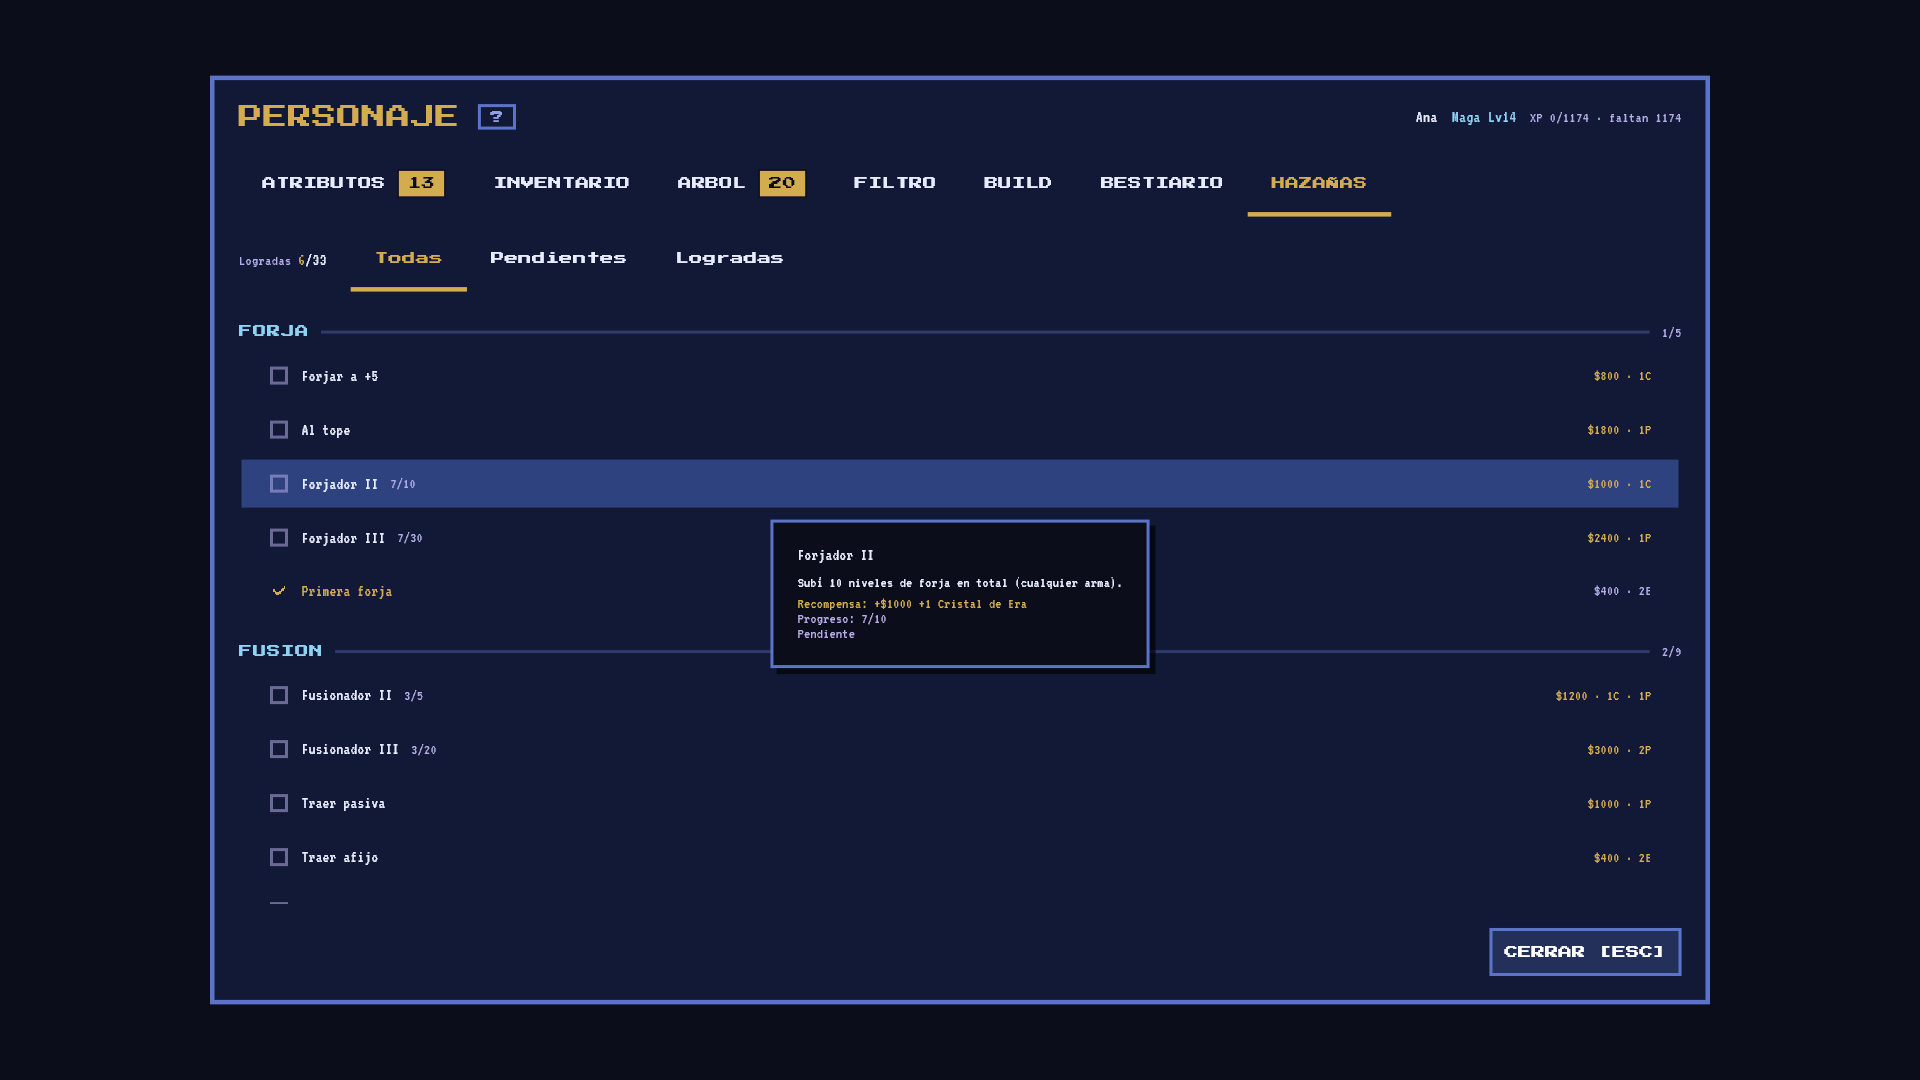 PERSONAJE ?
Ana Maga Lv14 XP 0/1174 · faltan 1174
ATRIBUTOS 13 INVENTARIO ARBOL 20 FILTRO BUILD BESTIARIO HAZAÑAS
Logradas 6/33 Todas Pendientes Logradas
FORJA 1/5
Forjar a +5 $800 · 1C
Al tope $1800 · 1P
Forjador II 7/10 $1000 · 1C
Forjador III 7/30 $2400 · 1P
Primera forja $400 · 2E
Forjador II
Subí 10 niveles de forja en total (cualquier arma).
Recompensa: +$1000 +1 Cristal de Era
Progreso: 7/10
Pendiente
FUSION 2/9
Fusionador II 3/5 $1200 · 1C · 1P
Fusionador III 3/20 $3000 · 2P
Traer pasiva $1000 · 1P
Traer afijo $400 · 2E
CERRAR [ESC]